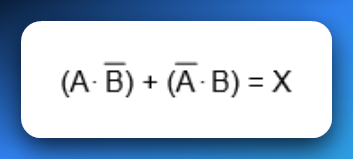 (A· B̅) + (A̅ · B) = X